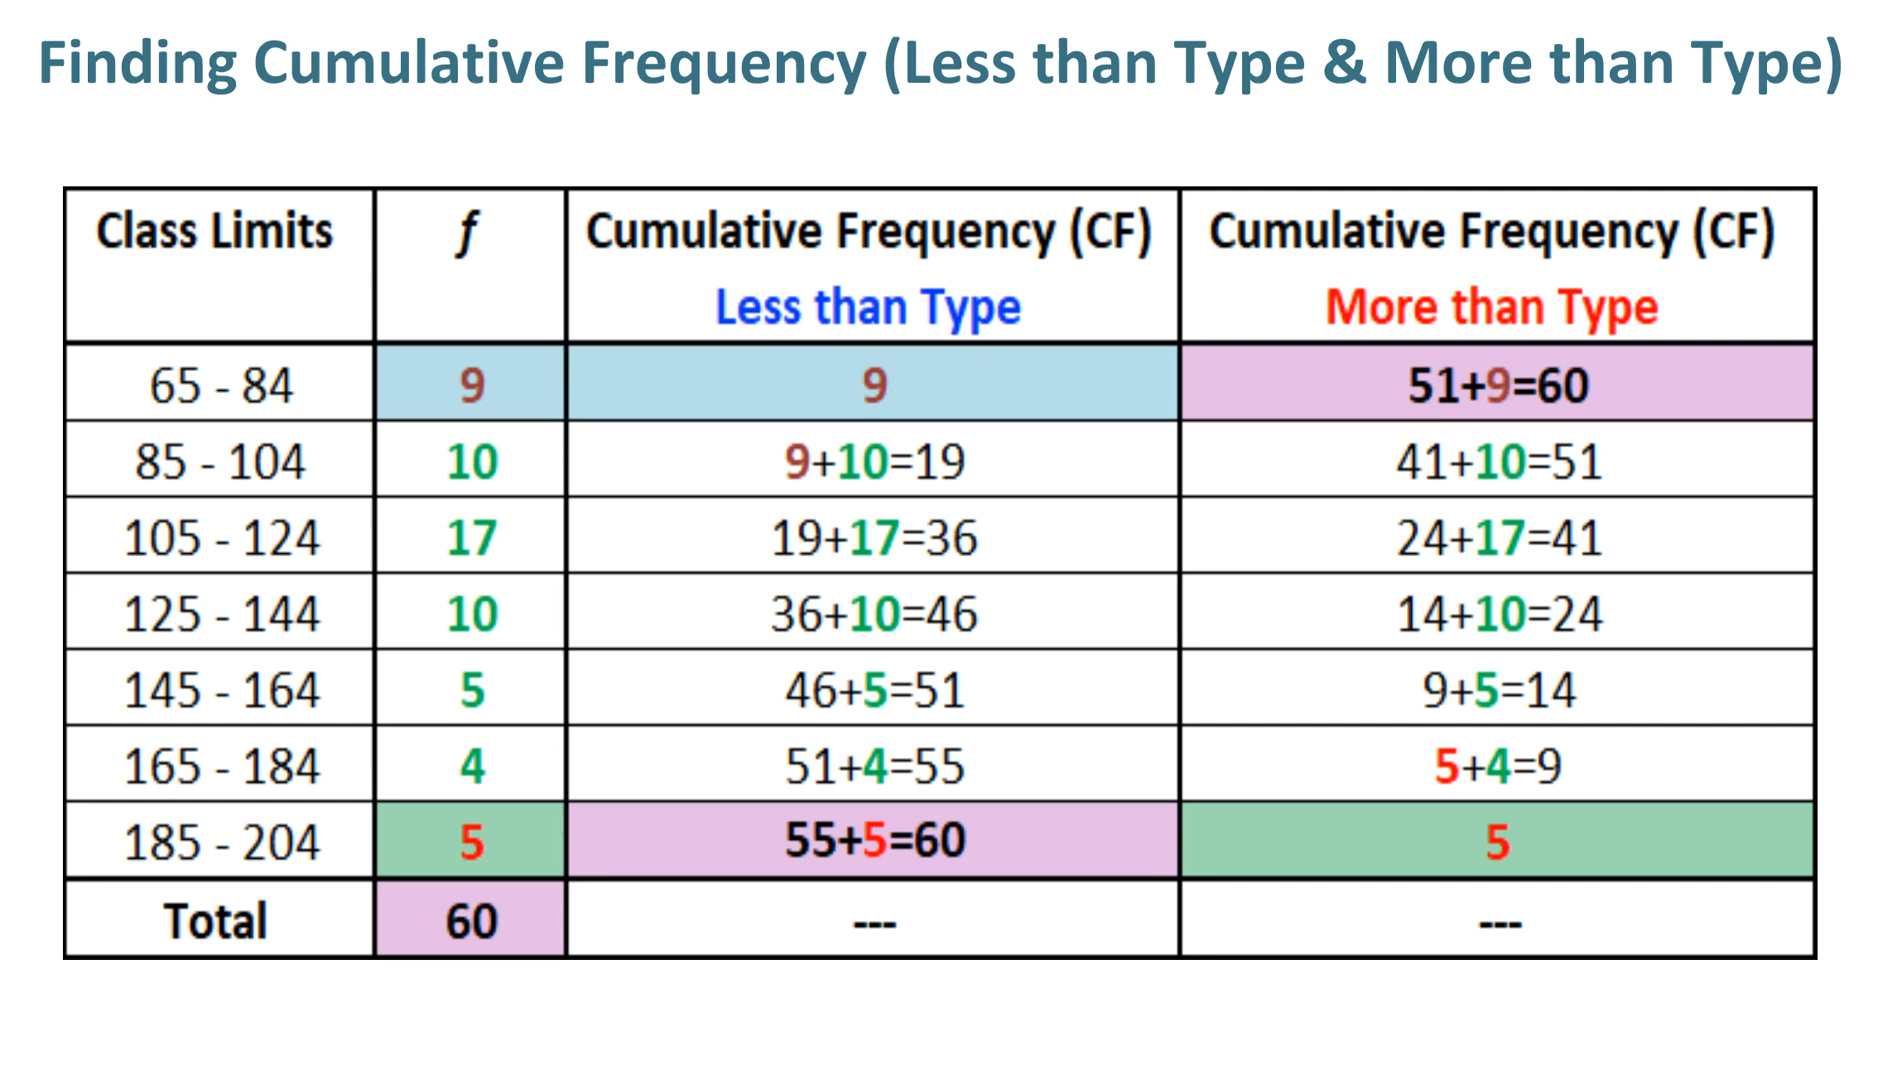 Finding Cumulative Frequency (Less than Type & More than Type)
Class Limits f Cumulative Frequency (CF) Cumulative Frequency (CF)
Less than Type More than Type
65 - 84 9 9 51+9=60
85 - 104 10 9+10=19 41+10=51
105 - 124 17 19+17=36 24+17=41
125 - 144 10 36+10=46 14+10=24
145 - 164 5 46+5=51 9+5=14
165 - 184 4 51+4=55 5+4=9
185 - 204 5 55+5=60 5
Total 60 --- ---